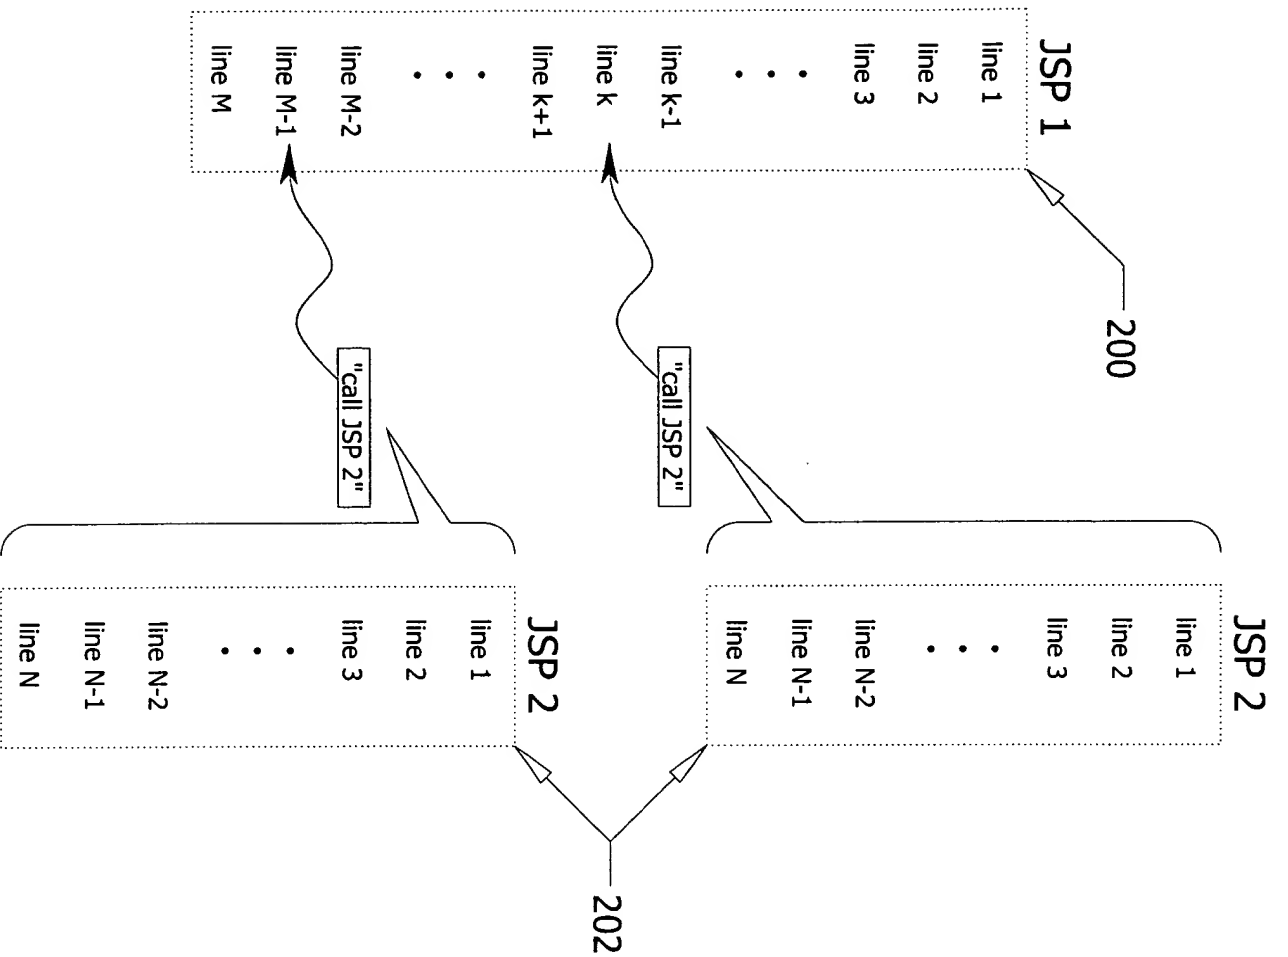 JSP 1
line 1
line 2
line 3
. . .
line k-1
line k
line k+1
. . .
line M-2
line M-1
line M
200
"call JSP 2"
"call JSP 2"
JSP 2
line 1
line 2
line 3
. . .
line N-2
line N-1
line N
JSP 2
line 1
line 2
line 3
. . .
line N-2
line N-1
line N
202